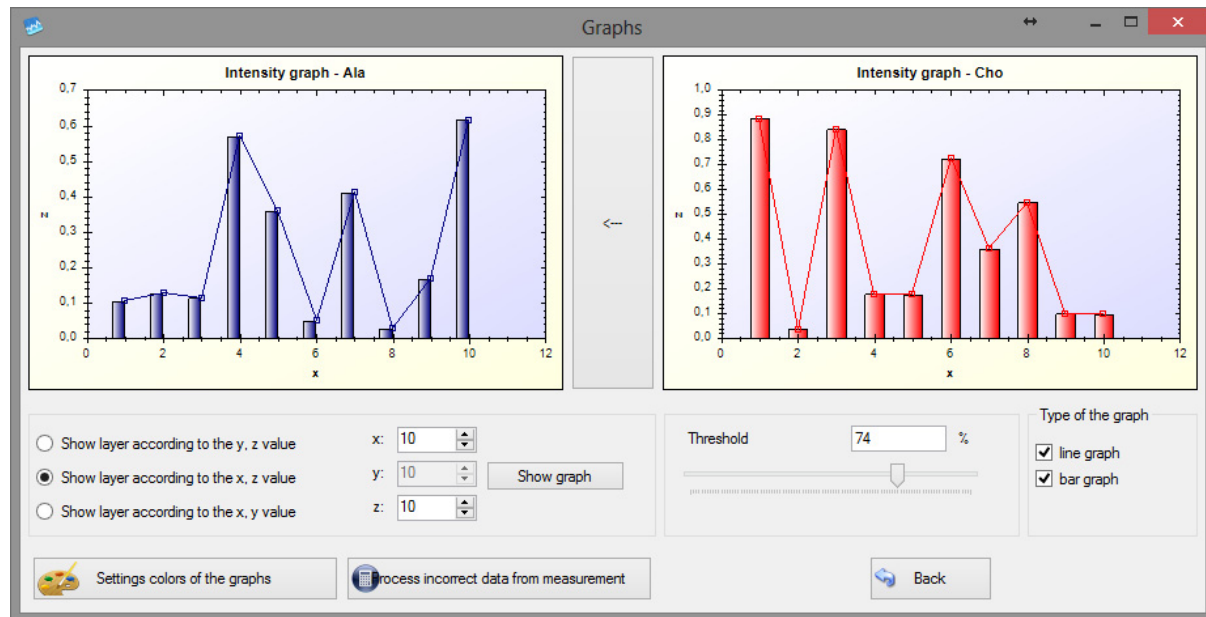 Graphs
Intensity graph - Ala
0,7
0,6
0,5
0,4
0,3
0,2
0,1
0,0
z
0 2 4 6 8 10 12
x
<---
Intensity graph - Cho
1,0
0,9
0,8
0,7
0,6
0,5
0,4
0,3
0,2
0,1
0,0
z
0 2 4 6 8 10 12
x
Show layer according to the y, z value
Show layer according to the x, z value
Show layer according to the x, y value
x: 10
y: 10
z: 10
Show graph
Threshold 74 %
Type of the graph
line graph
bar graph
Settings colors of the graphs
rocess incorrect data from measurement
Back